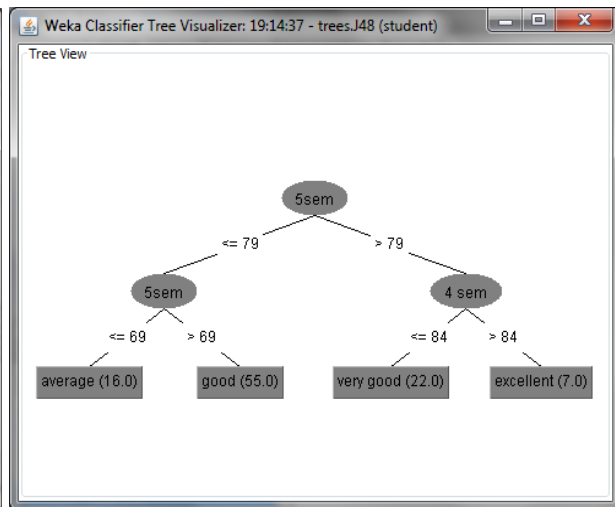 Weka Classifier Tree Visualizer: 19:14:37 - trees.J48 (student)
Tree View
5sem
<= 79
> 79
5sem
4 sem
<= 69
> 69
<= 84
> 84
average (16.0)
good (55.0)
very good (22.0)
excellent (7.0)